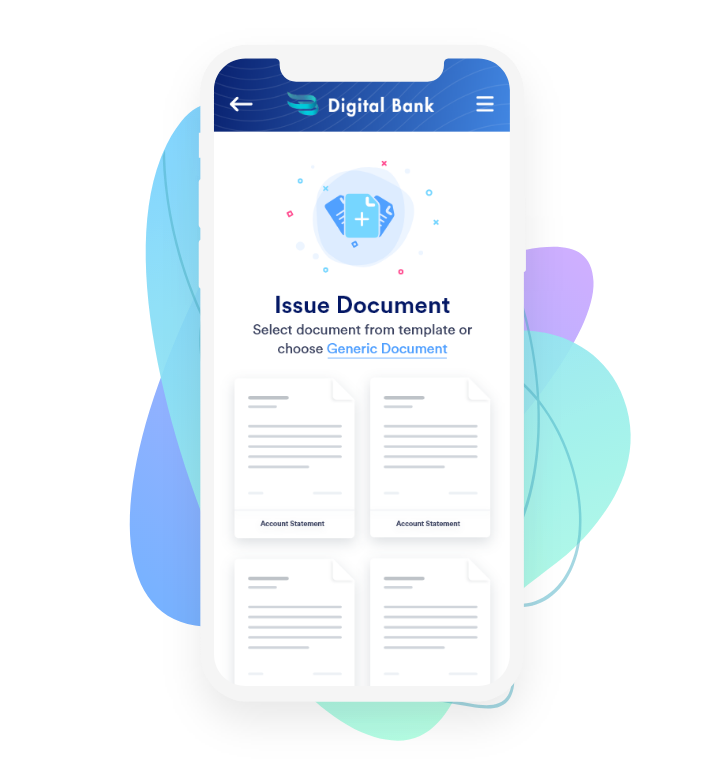 Digital Bank
Issue Document
Select document from template or
choose Generic Document
Account Statement
Account Statement